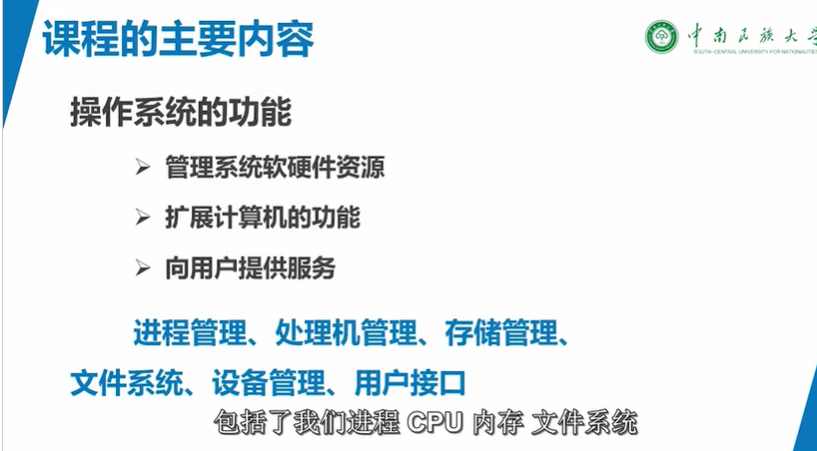 课程的主要内容
中南民族大学
SOUTH-CENTRAL UNIVERSITY FOR NATIONALITIES
操作系统的功能
管理系统软硬件资源
扩展计算机的功能
向用户提供服务
进程管理、处理机管理、存储管理、
文件系统、设备管理、用户接口
包括了我们进程 CPU 内存 文件系统